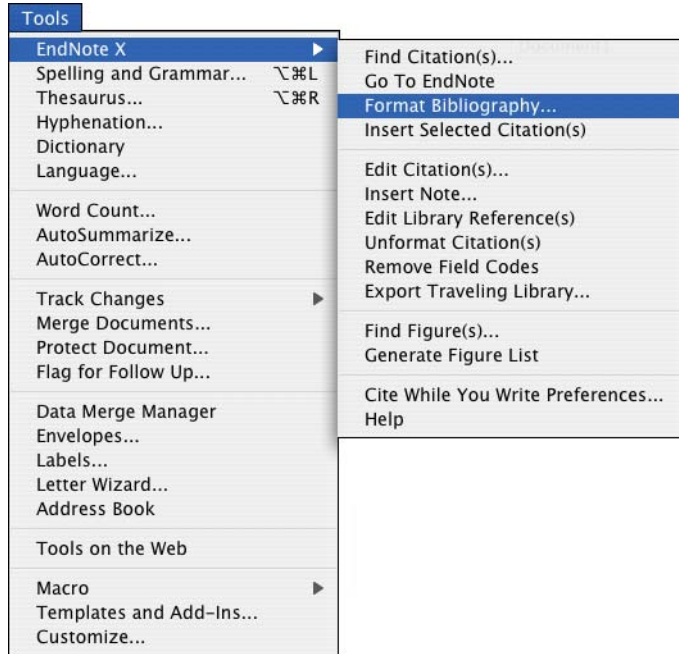 Tools
EndNote X
Spelling and Grammar... ⌥⌘L
Thesaurus... ⌥⌘R
Hyphenation...
Dictionary
Language...
Word Count...
AutoSummarize...
AutoCorrect...
Track Changes
Merge Documents...
Protect Document...
Flag for Follow Up...
Data Merge Manager
Envelopes...
Labels...
Letter Wizard...
Address Book
Tools on the Web
Macro
Templates and Add-Ins...
Customize...
Document1
Find Citation(s)...
Go To EndNote
Format Bibliography...
Insert Selected Citation(s)
Edit Citation(s)...
Insert Note...
Edit Library Reference(s)
Unformat Citation(s)
Remove Field Codes
Export Traveling Library...
Find Figure(s)...
Generate Figure List
Cite While You Write Preferences...
Help